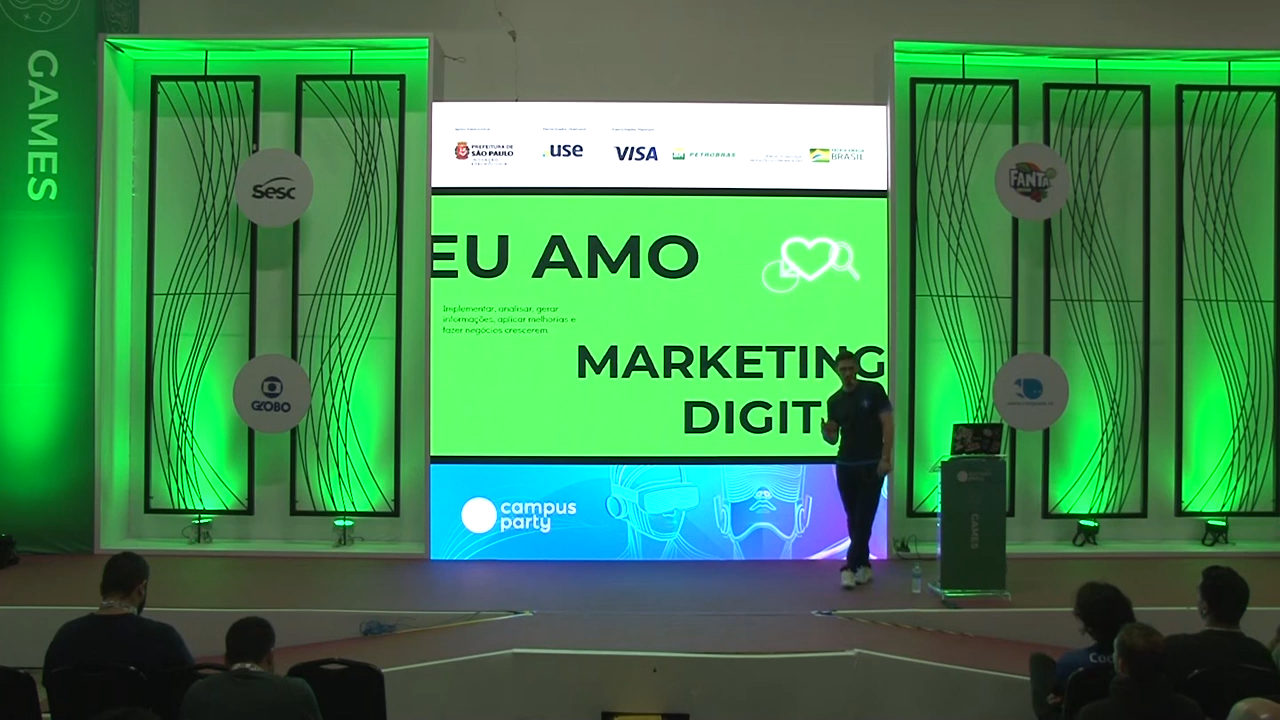 GAMES
Sesc
GLOBO
PREFEITURA DE
SÃO PAULO
.use
VISA
PETROBRAS
BRASIL
EU AMO
Implementar, analisar, gerar
informações, aplicar melhorias e
fazer negócios crescerem.
MARKETING
DIGIT
campus
party
FANTA
GAMES